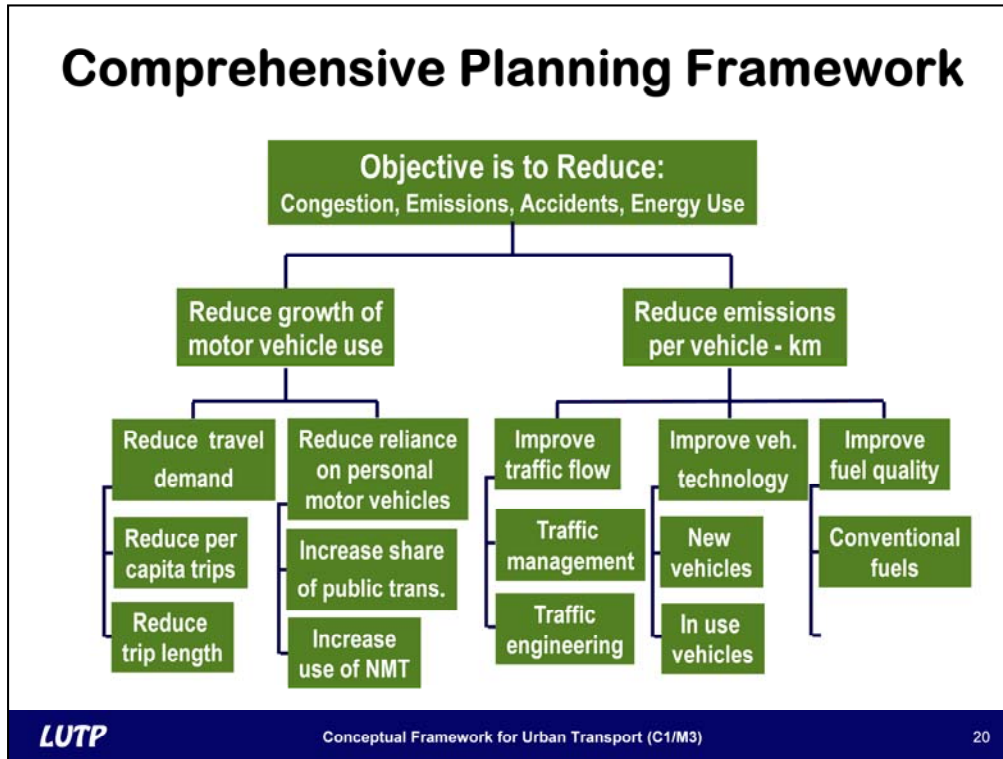 Comprehensive Planning Framework
Objective is to Reduce:
Congestion, Emissions, Accidents, Energy Use
Reduce growth of
motor vehicle use
Reduce emissions
per vehicle - km
Reduce travel
demand
Reduce per
capita trips
Reduce
trip length
Reduce reliance
on personal
motor vehicles
Increase share
of public trans.
Increase
use of NMT
Improve
traffic flow
Traffic
management
Traffic
engineering
Improve veh.
technology
New
vehicles
In use
vehicles
Improve
fuel quality
Conventional
fuels
LUTP
Conceptual Framework for Urban Transport (C1/M3)
20